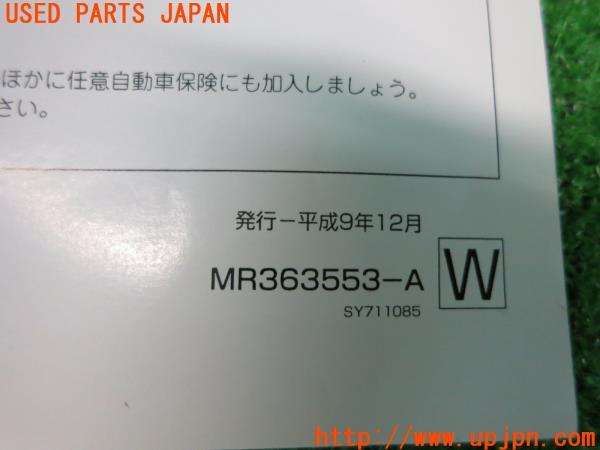 USED PARTS JAPAN
ほかに任意自動車保険にも加入しましょう。
さい。
発行－平成9年12月
MR363553-A
W
SY711085
http://www.upjpn.com/